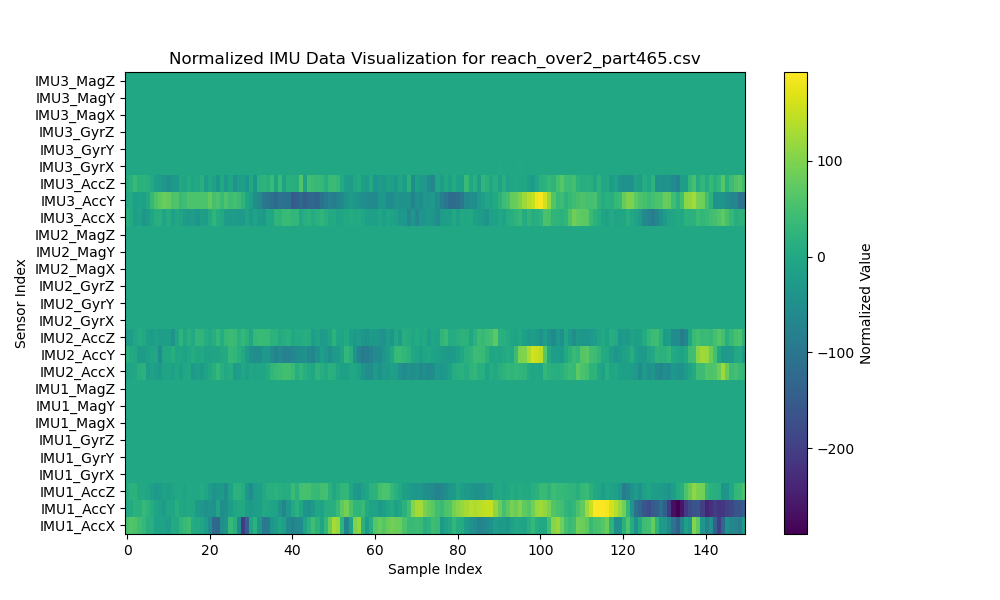 Normalized IMU Data Visualization for reach_over2_part465.csv
IMU3_MagZ
IMU3_MagY
IMU3_MagX
IMU3_GyrZ
IMU3_GyrY
IMU3_GyrX
IMU3_AccZ
IMU3_AccY
IMU3_AccX
IMU2_MagZ
IMU2_MagY
IMU2_MagX
IMU2_GyrZ
IMU2_GyrY
IMU2_GyrX
IMU2_AccZ
IMU2_AccY
IMU2_AccX
IMU1_MagZ
IMU1_MagY
IMU1_MagX
IMU1_GyrZ
IMU1_GyrY
IMU1_GyrX
IMU1_AccZ
IMU1_AccY
IMU1_AccX
Sensor Index
0 20 40 60 80 100 120 140
Sample Index
100
0
−100
−200
Normalized Value